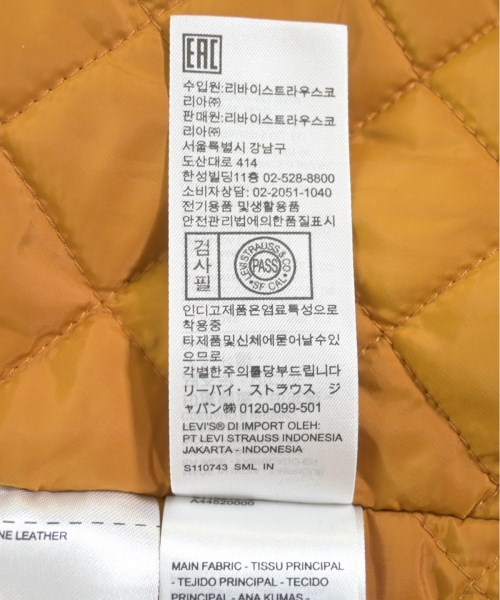 EAC
수입원:리바이스트라우스코
리아㈜
판매원:리바이스트라우스코
리아㈜
서울특별시 강남구
도산대로 414
한성빌딩11층 02-528-8800
소비자상담: 02-2051-1040
전기용품 및생활용품
안전관리법에의한품질표시
검
사
필
LEVI STRAUSS & CO
PASS
• SF CAL •
인디고제품은염료특성으로
착용중
타제품및신체에묻어날수있
으므로
각별한주의를당부드립니다
リーバイ・ストラウス ジ
ャパン㈱ 0120-099-501
LEVI'S® DI IMPORT OLEH:
PT LEVI STRAUSS INDONESIA
JAKARTA - INDONESIA
S110743 SML IN
A44520000
NE LEATHER
MAIN FABRIC - TISSU PRINCIPAL
- TEJIDO PRINCIPAL - TECIDO
PRINCIPAL - ANA KUMAS -